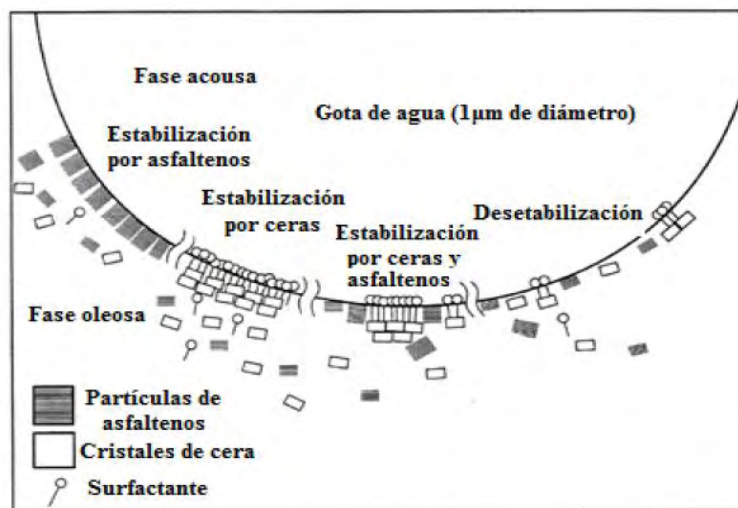 Fase acousa
Gota de agua (1μm de diámetro)
Estabilización
por asfaltenos
Estabilización
por ceras
Desetabilización
Estabilización
por ceras y
asfaltenos
Fase oleosa
Partículas de
asfaltenos
Cristales de cera
Surfactante